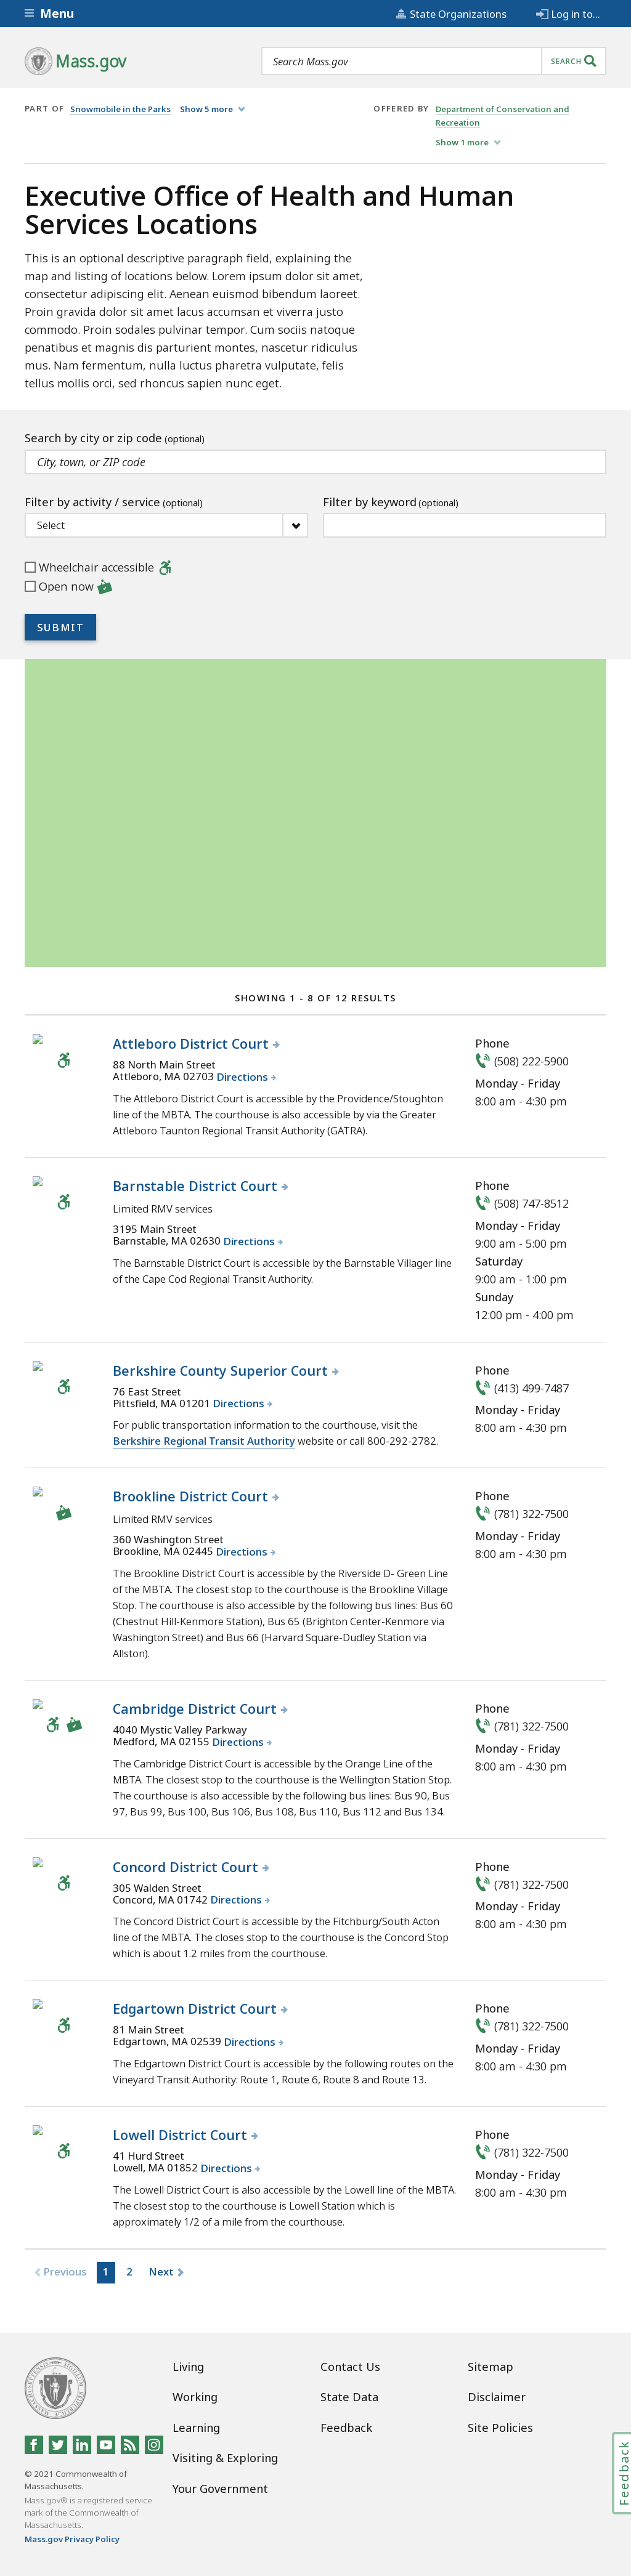 Menu
State Organizations
Log in to...
Mass.gov
Search Mass.gov
SEARCH
PART OF Snowmobile in the Parks Show 5 more
OFFERED BY Department of Conservation and
Recreation
Show 1 more
Executive Office of Health and Human
Services Locations
This is an optional descriptive paragraph field, explaining the
map and listing of locations below. Lorem ipsum dolor sit amet,
consectetur adipiscing elit. Aenean euismod bibendum laoreet.
Proin gravida dolor sit amet lacus accumsan et viverra justo
commodo. Proin sodales pulvinar tempor. Cum sociis natoque
penatibus et magnis dis parturient montes, nascetur ridiculus
mus. Nam fermentum, nulla luctus pharetra vulputate, felis
tellus mollis orci, sed rhoncus sapien nunc eget.
Search by city or zip code (optional)
City, town, or ZIP code
Filter by activity / service (optional)
Select
Filter by keyword (optional)
Wheelchair accessible
Open now
SUBMIT
SHOWING 1 - 8 OF 12 RESULTS
Attleboro District Court
88 North Main Street
Attleboro, MA 02703 Directions
The Attleboro District Court is accessible by the Providence/Stoughton
line of the MBTA. The courthouse is also accessible by via the Greater
Attleboro Taunton Regional Transit Authority (GATRA).
Phone
(508) 222-5900
Monday - Friday
8:00 am - 4:30 pm
Barnstable District Court
Limited RMV services
3195 Main Street
Barnstable, MA 02630 Directions
The Barnstable District Court is accessible by the Barnstable Villager line
of the Cape Cod Regional Transit Authority.
Phone
(508) 747-8512
Monday - Friday
9:00 am - 5:00 pm
Saturday
9:00 am - 1:00 pm
Sunday
12:00 pm - 4:00 pm
Berkshire County Superior Court
76 East Street
Pittsfield, MA 01201 Directions
For public transportation information to the courthouse, visit the
Berkshire Regional Transit Authority website or call 800-292-2782.
Phone
(413) 499-7487
Monday - Friday
8:00 am - 4:30 pm
Brookline District Court
Limited RMV services
360 Washington Street
Brookline, MA 02445 Directions
The Brookline District Court is accessible by the Riverside D- Green Line
of the MBTA. The closest stop to the courthouse is the Brookline Village
Stop. The courthouse is also accessible by the following bus lines: Bus 60
(Chestnut Hill-Kenmore Station), Bus 65 (Brighton Center-Kenmore via
Washington Street) and Bus 66 (Harvard Square-Dudley Station via
Allston).
Phone
(781) 322-7500
Monday - Friday
8:00 am - 4:30 pm
Cambridge District Court
4040 Mystic Valley Parkway
Medford, MA 02155 Directions
The Cambridge District Court is accessible by the Orange Line of the
MBTA. The closest stop to the courthouse is the Wellington Station Stop.
The courthouse is also accessible by the following bus lines: Bus 90, Bus
97, Bus 99, Bus 100, Bus 106, Bus 108, Bus 110, Bus 112 and Bus 134.
Phone
(781) 322-7500
Monday - Friday
8:00 am - 4:30 pm
Concord District Court
305 Walden Street
Concord, MA 01742 Directions
The Concord District Court is accessible by the Fitchburg/South Acton
line of the MBTA. The closes stop to the courthouse is the Concord Stop
which is about 1.2 miles from the courthouse.
Phone
(781) 322-7500
Monday - Friday
8:00 am - 4:30 pm
Edgartown District Court
81 Main Street
Edgartown, MA 02539 Directions
The Edgartown District Court is accessible by the following routes on the
Vineyard Transit Authority: Route 1, Route 6, Route 8 and Route 13.
Phone
(781) 322-7500
Monday - Friday
8:00 am - 4:30 pm
Lowell District Court
41 Hurd Street
Lowell, MA 01852 Directions
The Lowell District Court is also accessible by the Lowell line of the MBTA.
The closest stop to the courthouse is Lowell Station which is
approximately 1/2 of a mile from the courthouse.
Phone
(781) 322-7500
Monday - Friday
8:00 am - 4:30 pm
Previous 1 2 Next
Living
Working
Learning
Visiting & Exploring
Your Government
Contact Us
State Data
Feedback
Sitemap
Disclaimer
Site Policies
© 2021 Commonwealth of
Massachusetts.
Mass.gov® is a registered service
mark of the Commonwealth of
Massachusetts.
Mass.gov Privacy Policy
Feedback